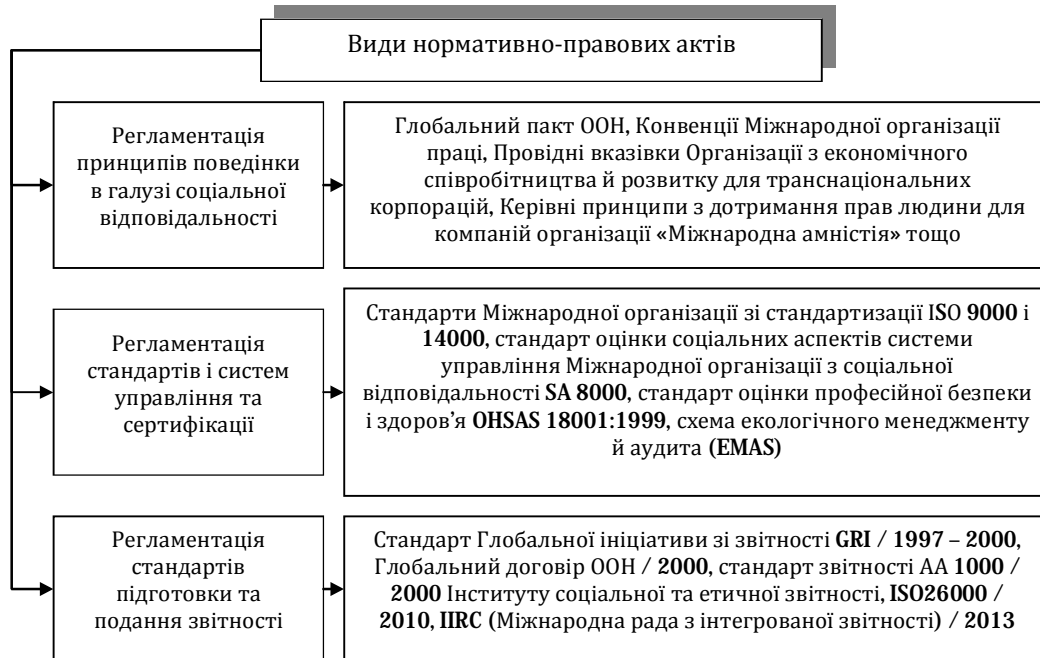 Види нормативно-правових актів
Регламентація
принципів поведінки
в галузі соціальної
відповідальності
Глобальний пакт ООН, Конвенції Міжнародної організації
праці, Провідні вказівки Організації з економічного
співробітництва й розвитку для транснаціональних
корпорацій, Керівні принципи з дотримання прав людини для
компаній організації «Міжнародна амністія» тощо
Регламентація
стандартів і систем
управління та
сертифікації
Стандарти Міжнародної організації зі стандартизації ISO 9000 і
14000, стандарт оцінки соціальних аспектів системи
управління Міжнародної організації з соціальної
відповідальності SA 8000, стандарт оцінки професійної безпеки
і здоров’я OHSAS 18001:1999, схема екологічного менеджменту
й аудита (EMAS)
Регламентація
стандартів
підготовки та
подання звітності
Стандарт Глобальної ініціативи зі звітності GRI / 1997 – 2000,
Глобальний договір ООН / 2000, стандарт звітності АА 1000 /
2000 Інституту соціальної та етичної звітності, ISO26000 /
2010, IIRC (Міжнародна рада з інтегрованої звітності) / 2013